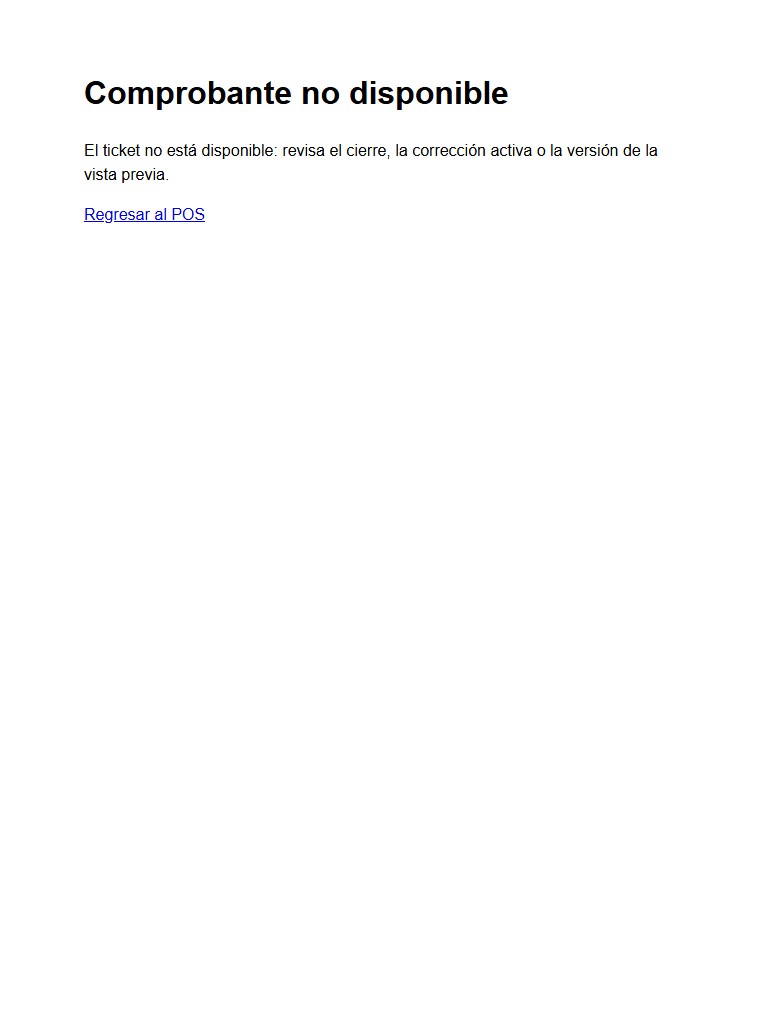 Comprobante no disponible
El ticket no está disponible: revisa el cierre, la corrección activa o la versión de la
vista previa.
Regresar al POS